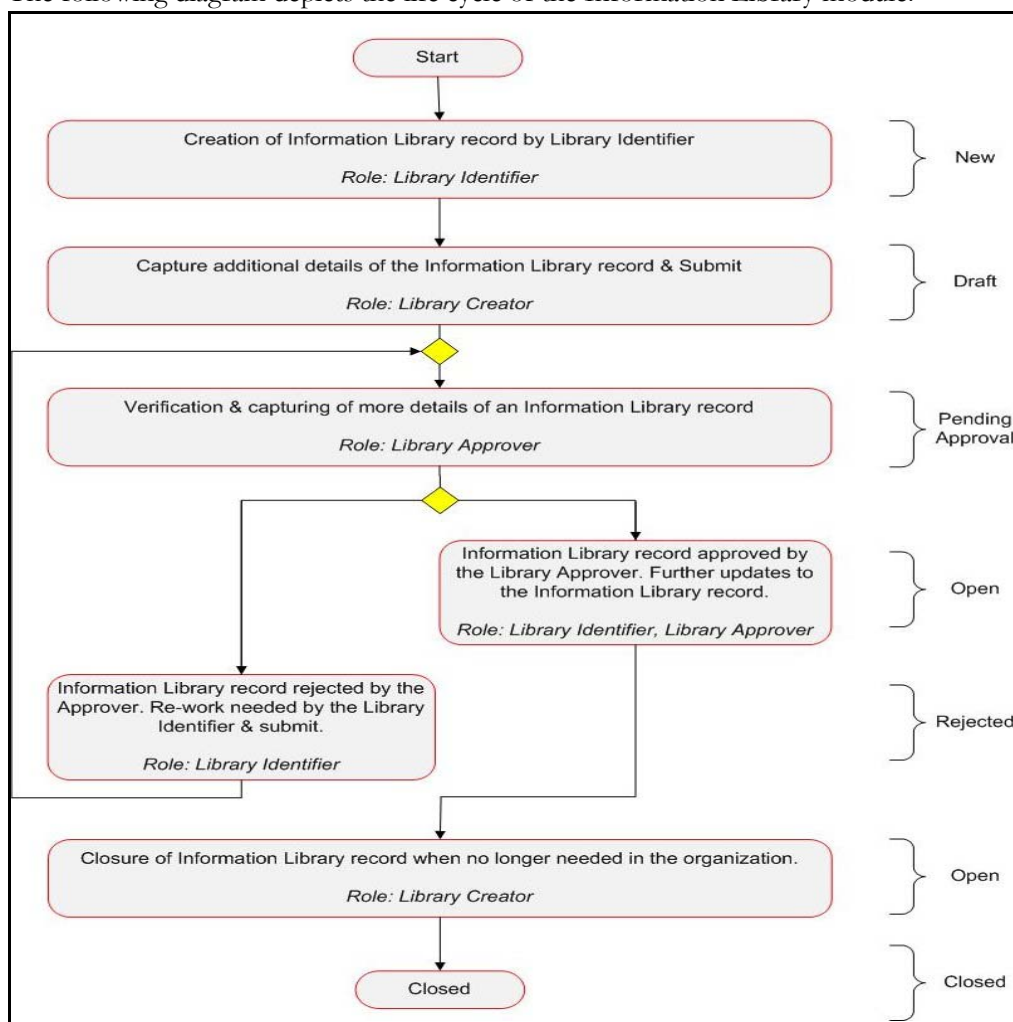 The following diagram depicts the life cycle of the Information Library module.
Start
Creation of Information Library record by Library Identifier
Role: Library Identifier
New
Capture additional details of the Information Library record & Submit
Role: Library Creator
Draft
Verification & capturing of more details of an Information Library record
Role: Library Approver
Pending
Approval
Information Library record approved by
the Library Approver. Further updates to
the Information Library record.
Role: Library Identifier, Library Approver
Open
Information Library record rejected by the
Approver. Re-work needed by the Library
Identifier & submit.
Role: Library Identifier
Rejected
Closure of Information Library record when no longer needed in the organization.
Role: Library Creator
Open
Closed
Closed